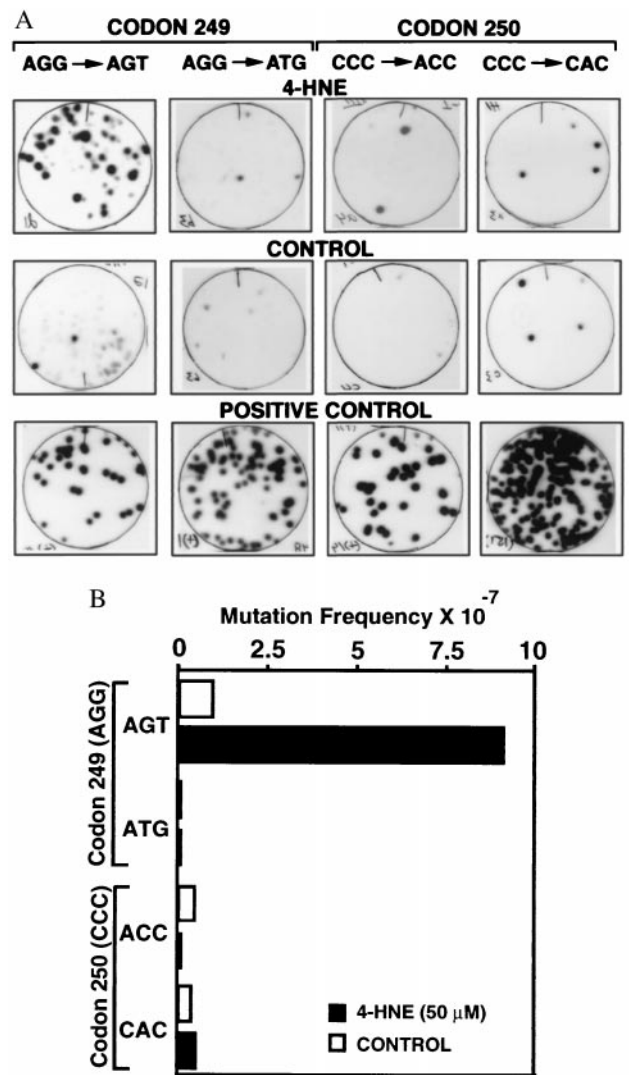 A
CODON 249 CODON 250
AGG → AGT AGG → ATG CCC → ACC CCC → CAC
4-HNE
CONTROL
POSITIVE CONTROL
B
Mutation Frequency X 10⁻⁷
0 2.5 5 7.5 10
Codon 249 (AGG)
AGT
ATG
Codon 250 (CCC)
ACC
CAC
4-HNE (50 μM)
CONTROL